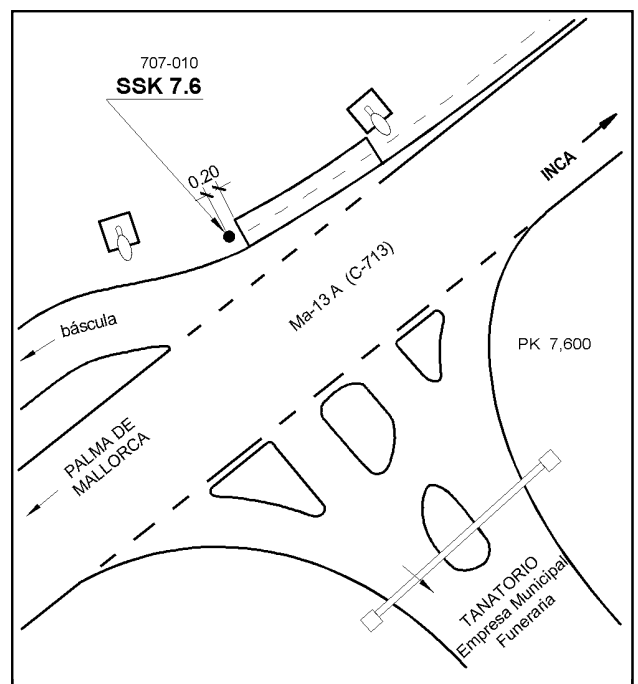 707-010
SSK 7.6
0.20
INCA
Ma-13 A (C-713)
báscula
PK 7,600
PALMA DE
MALLORCA
TANATORIO
Empresa Municipal
Funeraria